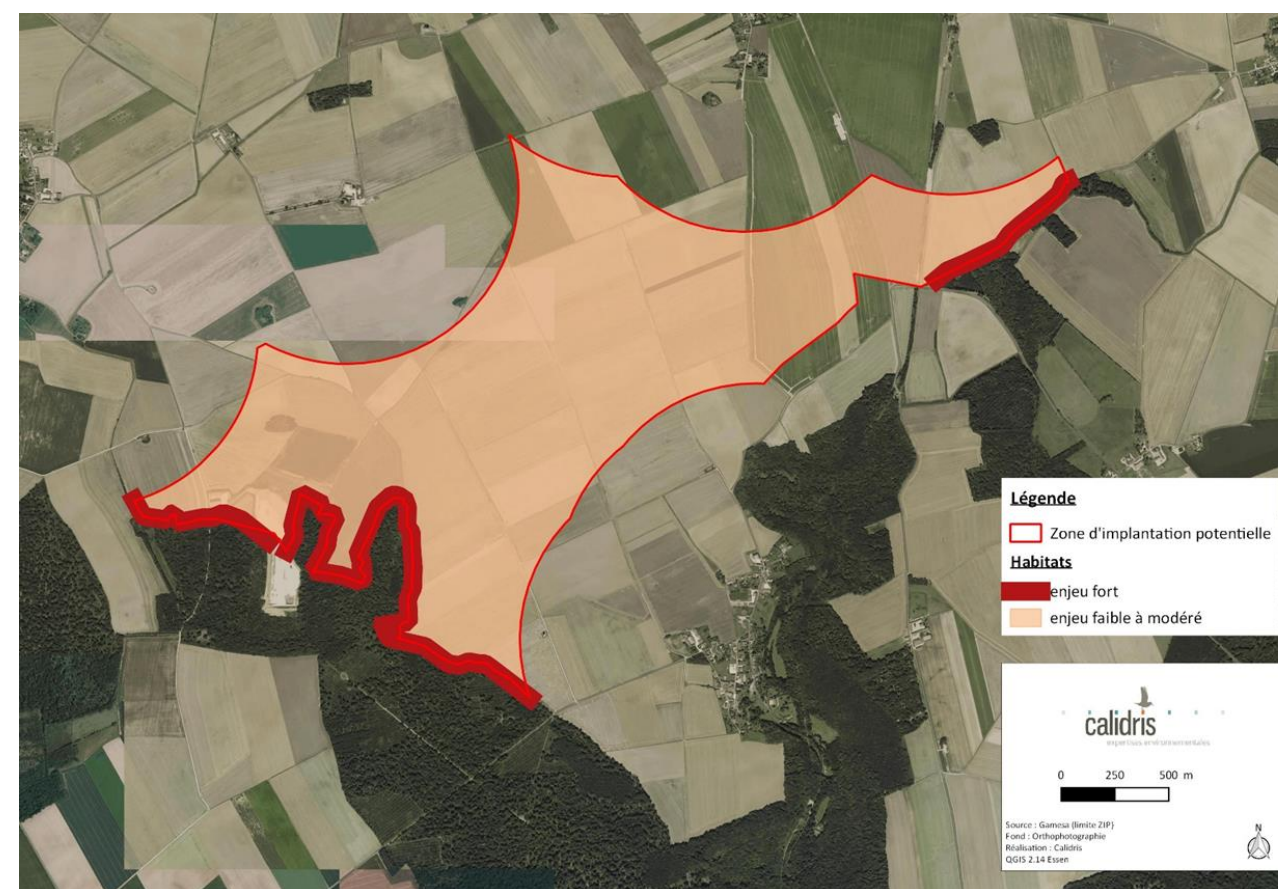 Légende
Zone d'implantation potentielle
Habitats
enjeu fort
enjeu faible à modéré
calidris
expertises environnementales
0 250 500 m
Source : Gamesa (limite ZIP)
Fond : Orthophotographie
Réalisation : Calidris
QGIS 2.14 Essen
N